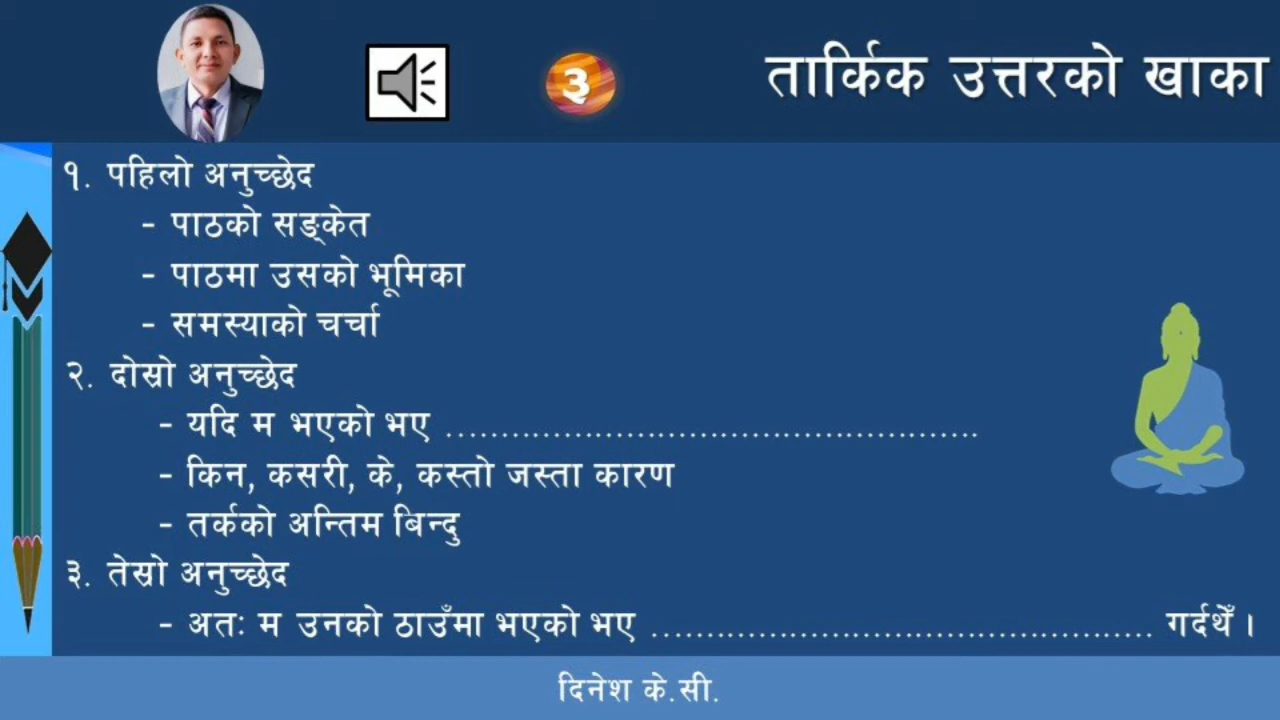 ३
तार्किक उत्तरको खाका
१. पहिलो अनुच्छेद
- पाठको सङ्केत
- पाठमा उसको भूमिका
- समस्याको चर्चा
२. दोस्रो अनुच्छेद
- यदि म भएको भए ................................................
- किन, कसरी, के, कस्तो जस्ता कारण
- तर्कको अन्तिम बिन्दु
३. तेस्रो अनुच्छेद
- अतः म उनको ठाउँमा भएको भए ............................................. गर्दथेँ ।
दिनेश के.सी.